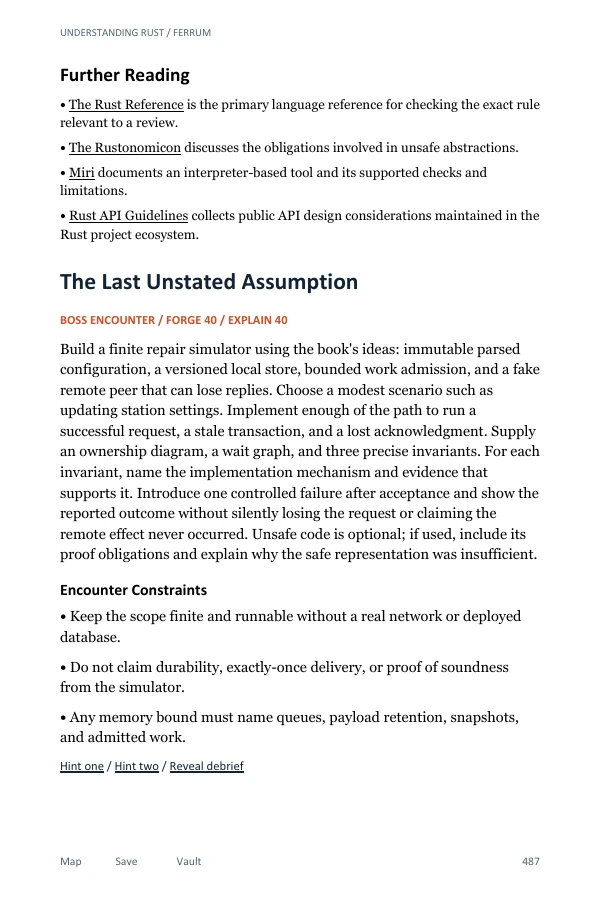 UNDERSTANDING RUST / FERRUM
Further Reading
• The Rust Reference is the primary language reference for checking the exact rule
relevant to a review.
• The Rustonomicon discusses the obligations involved in unsafe abstractions.
• Miri documents an interpreter-based tool and its supported checks and
limitations.
• Rust API Guidelines collects public API design considerations maintained in the
Rust project ecosystem.
The Last Unstated Assumption
BOSS ENCOUNTER / FORGE 40 / EXPLAIN 40
Build a finite repair simulator using the book's ideas: immutable parsed
configuration, a versioned local store, bounded work admission, and a fake
remote peer that can lose replies. Choose a modest scenario such as
updating station settings. Implement enough of the path to run a
successful request, a stale transaction, and a lost acknowledgment. Supply
an ownership diagram, a wait graph, and three precise invariants. For each
invariant, name the implementation mechanism and evidence that
supports it. Introduce one controlled failure after acceptance and show the
reported outcome without silently losing the request or claiming the
remote effect never occurred. Unsafe code is optional; if used, include its
proof obligations and explain why the safe representation was insufficient.
Encounter Constraints
• Keep the scope finite and runnable without a real network or deployed
database.
• Do not claim durability, exactly-once delivery, or proof of soundness
from the simulator.
• Any memory bound must name queues, payload retention, snapshots,
and admitted work.
Hint one / Hint two / Reveal debrief
Map Save Vault 487